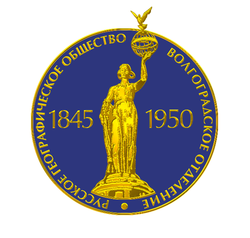 РУССКОЕ ГЕОГРАФИЧЕСКОЕ ОБЩЕСТВО
ВОЛГОГРАДСКОЕ ОТДЕЛЕНИЕ
1845 1950